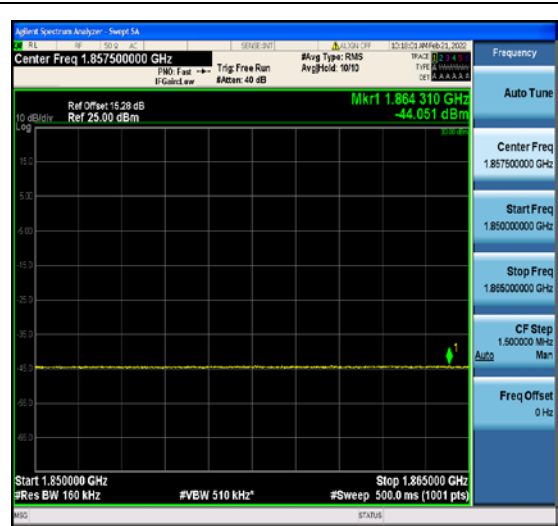 Agilent Spectrum Analyzer - Swept SA
RL RF 50 Ω AC SENSE:INT ALIGN OFF 10:18:01 AM Feb 21, 2022
Center Freq 1.857500000 GHz
PNO: Fast
IFGain:Low
Trig: Free Run
#Atten: 40 dB
#Avg Type: RMS
Avg|Hold: 10/10
TRACE 1 2 3 4 5 6
TYPE
DET A A A A A A
Ref Offset 15.28 dB
Ref 25.00 dBm
10 dB/div
Log
Mkr1 1.864 310 GHz
-44.051 dBm
15.0
5.00
-5.00
-15.0
-25.0
-35.0
-45.0
-55.0
-65.0
1
Start 1.850000 GHz
Stop 1.865000 GHz
#Res BW 160 kHz
#VBW 510 kHz*
#Sweep 500.0 ms (1001 pts)
MSG
STATUS
Frequency
Auto Tune
Center Freq
1.857500000 GHz
Start Freq
1.850000000 GHz
Stop Freq
1.865000000 GHz
CF Step
1.500000 MHz
Auto Man
Freq Offset
0 Hz